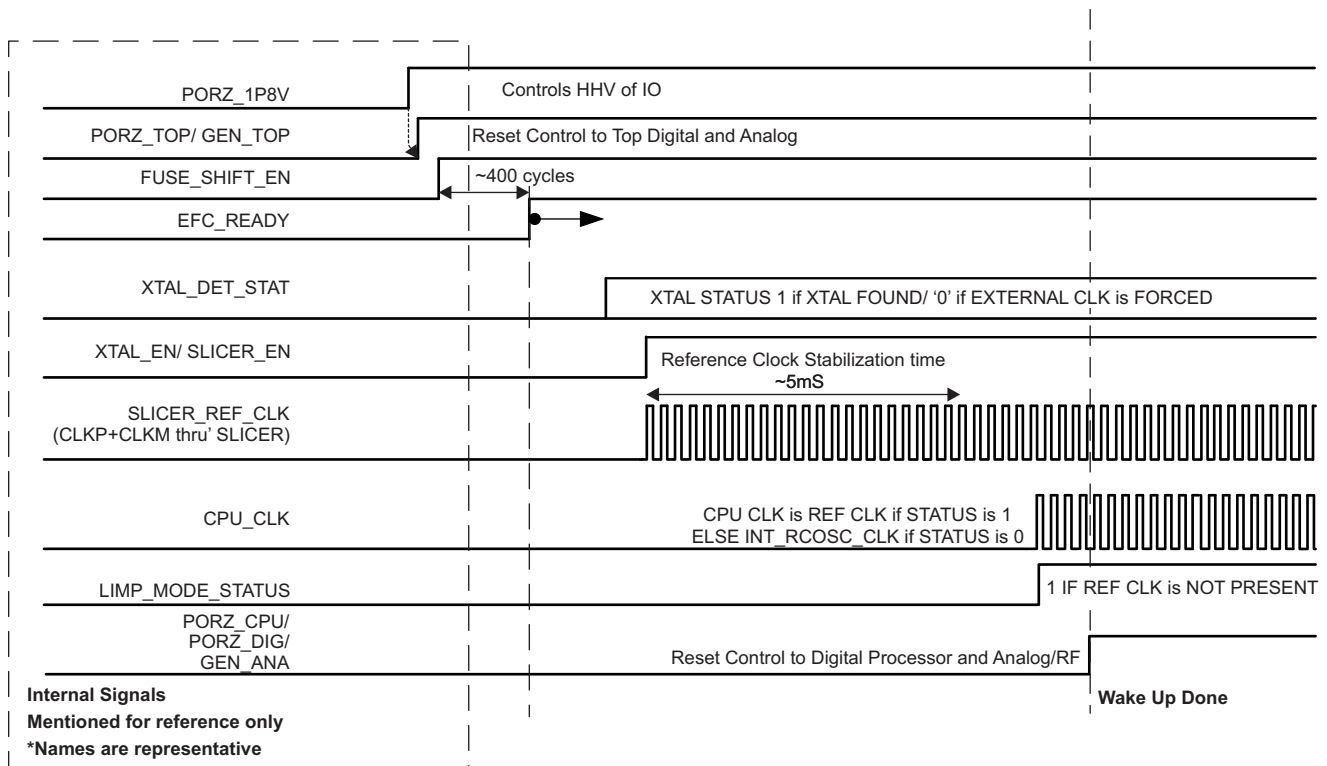 PORZ_1P8V
Controls HHV of IO
PORZ_TOP/ GEN_TOP
Reset Control to Top Digital and Analog
FUSE_SHIFT_EN
~400 cycles
EFC_READY
XTAL_DET_STAT
XTAL STATUS 1 if XTAL FOUND/ ‘0’ if EXTERNAL CLK is FORCED
XTAL_EN/ SLICER_EN
Reference Clock Stabilization time
~5mS
SLICER_REF_CLK
(CLKP+CLKM thru’ SLICER)
CPU_CLK
CPU CLK is REF CLK if STATUS is 1
ELSE INT_RCOSC_CLK if STATUS is 0
LIMP_MODE_STATUS
1 IF REF CLK is NOT PRESENT
PORZ_CPU/
PORZ_DIG/
GEN_ANA
Reset Control to Digital Processor and Analog/RF
Internal Signals
Mentioned for reference only
*Names are representative
Wake Up Done